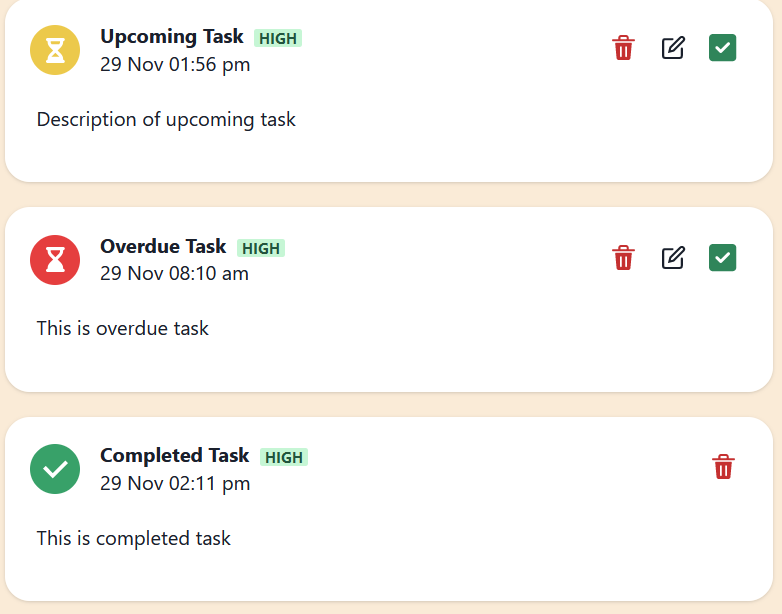 Upcoming Task HIGH
29 Nov 01:56 pm
Description of upcoming task
Overdue Task HIGH
29 Nov 08:10 am
This is overdue task
Completed Task HIGH
29 Nov 02:11 pm
This is completed task